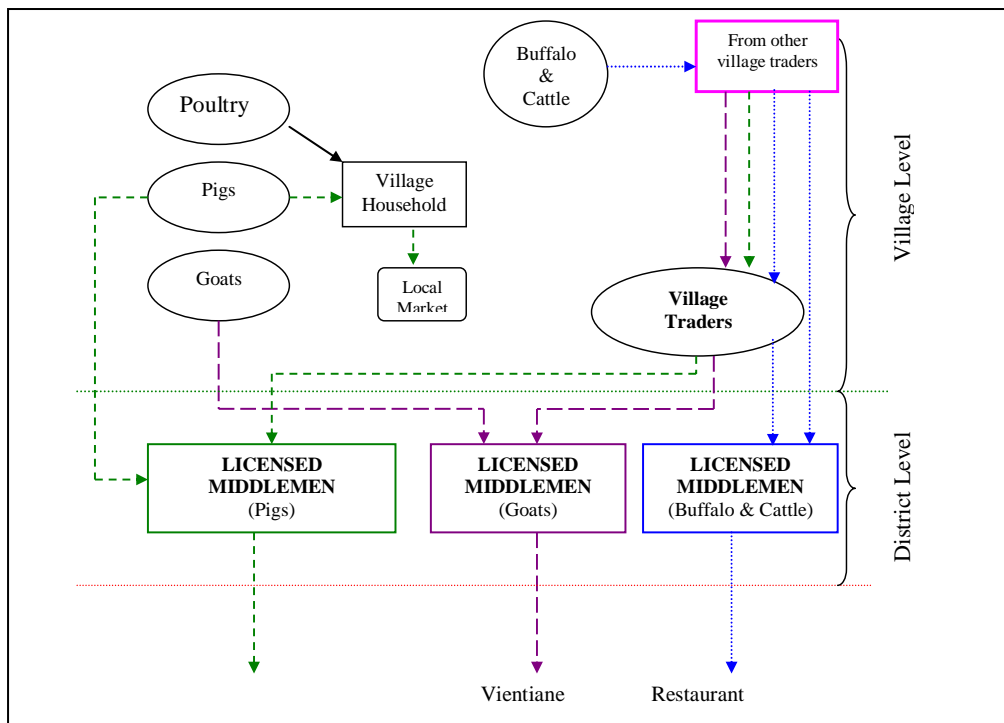 Buffalo
&
Cattle
From other
village traders
Poultry
Pigs
Village
Household
Goats
Local
Market
Village
Traders
Village Level
LICENSED
MIDDLEMEN
(Pigs)
LICENSED
MIDDLEMEN
(Goats)
LICENSED
MIDDLEMEN
(Buffalo & Cattle)
District Level
Vientiane
Restaurant